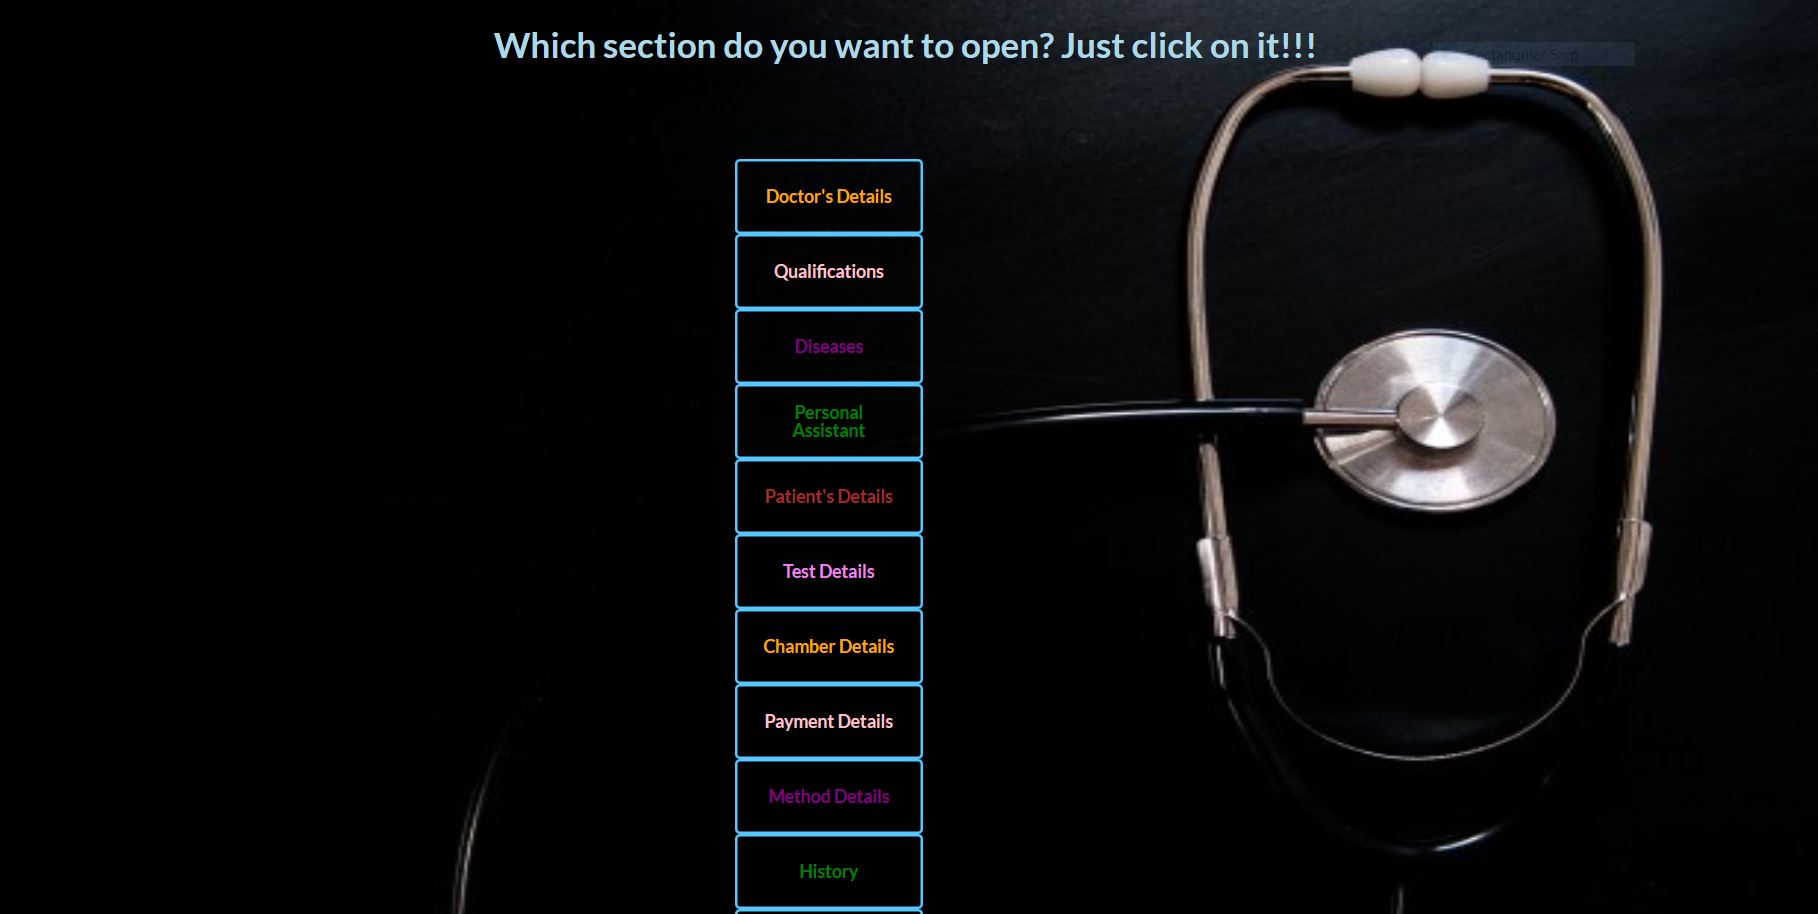 Which section do you want to open? Just click on it!!!
Rectangular Snip
Doctor's Details
Qualifications
Diseases
Personal
Assistant
Patient's Details
Test Details
Chamber Details
Payment Details
Method Details
History